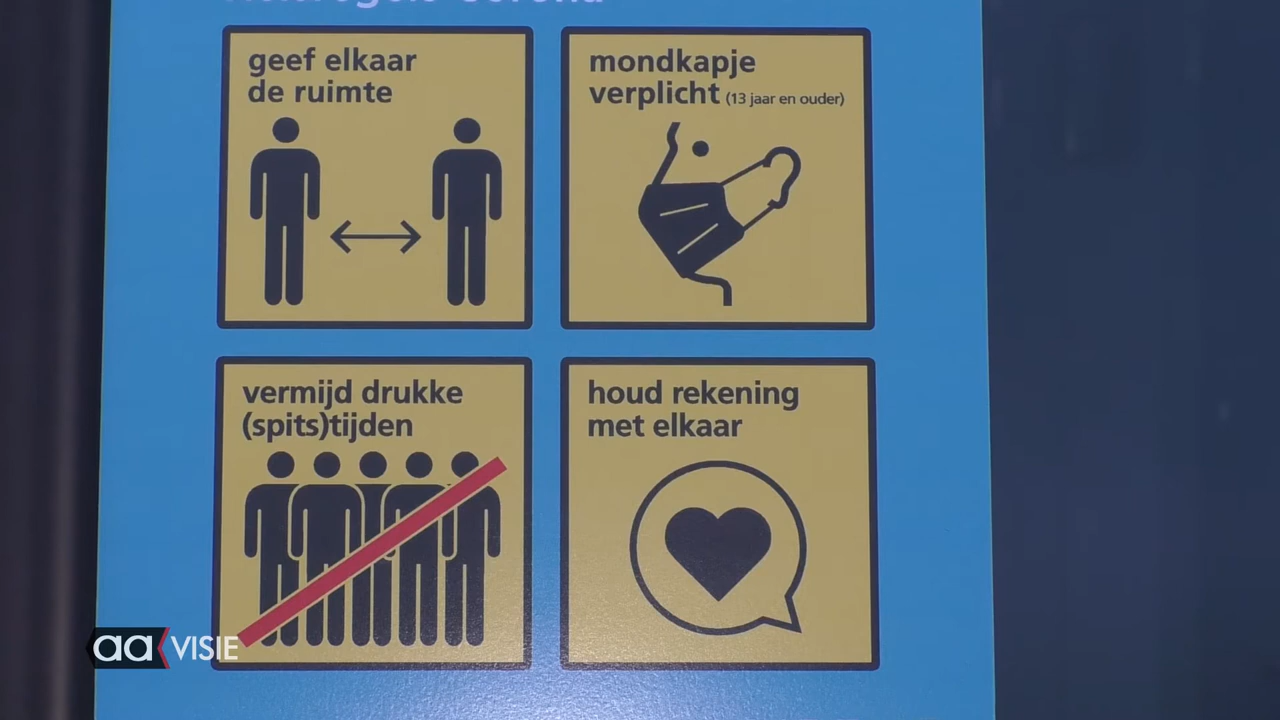 geef elkaar
de ruimte
mondkapje
verplicht (13 jaar en ouder)
vermijd drukke
(spits)tijden
houd rekening
met elkaar
aa VISIE